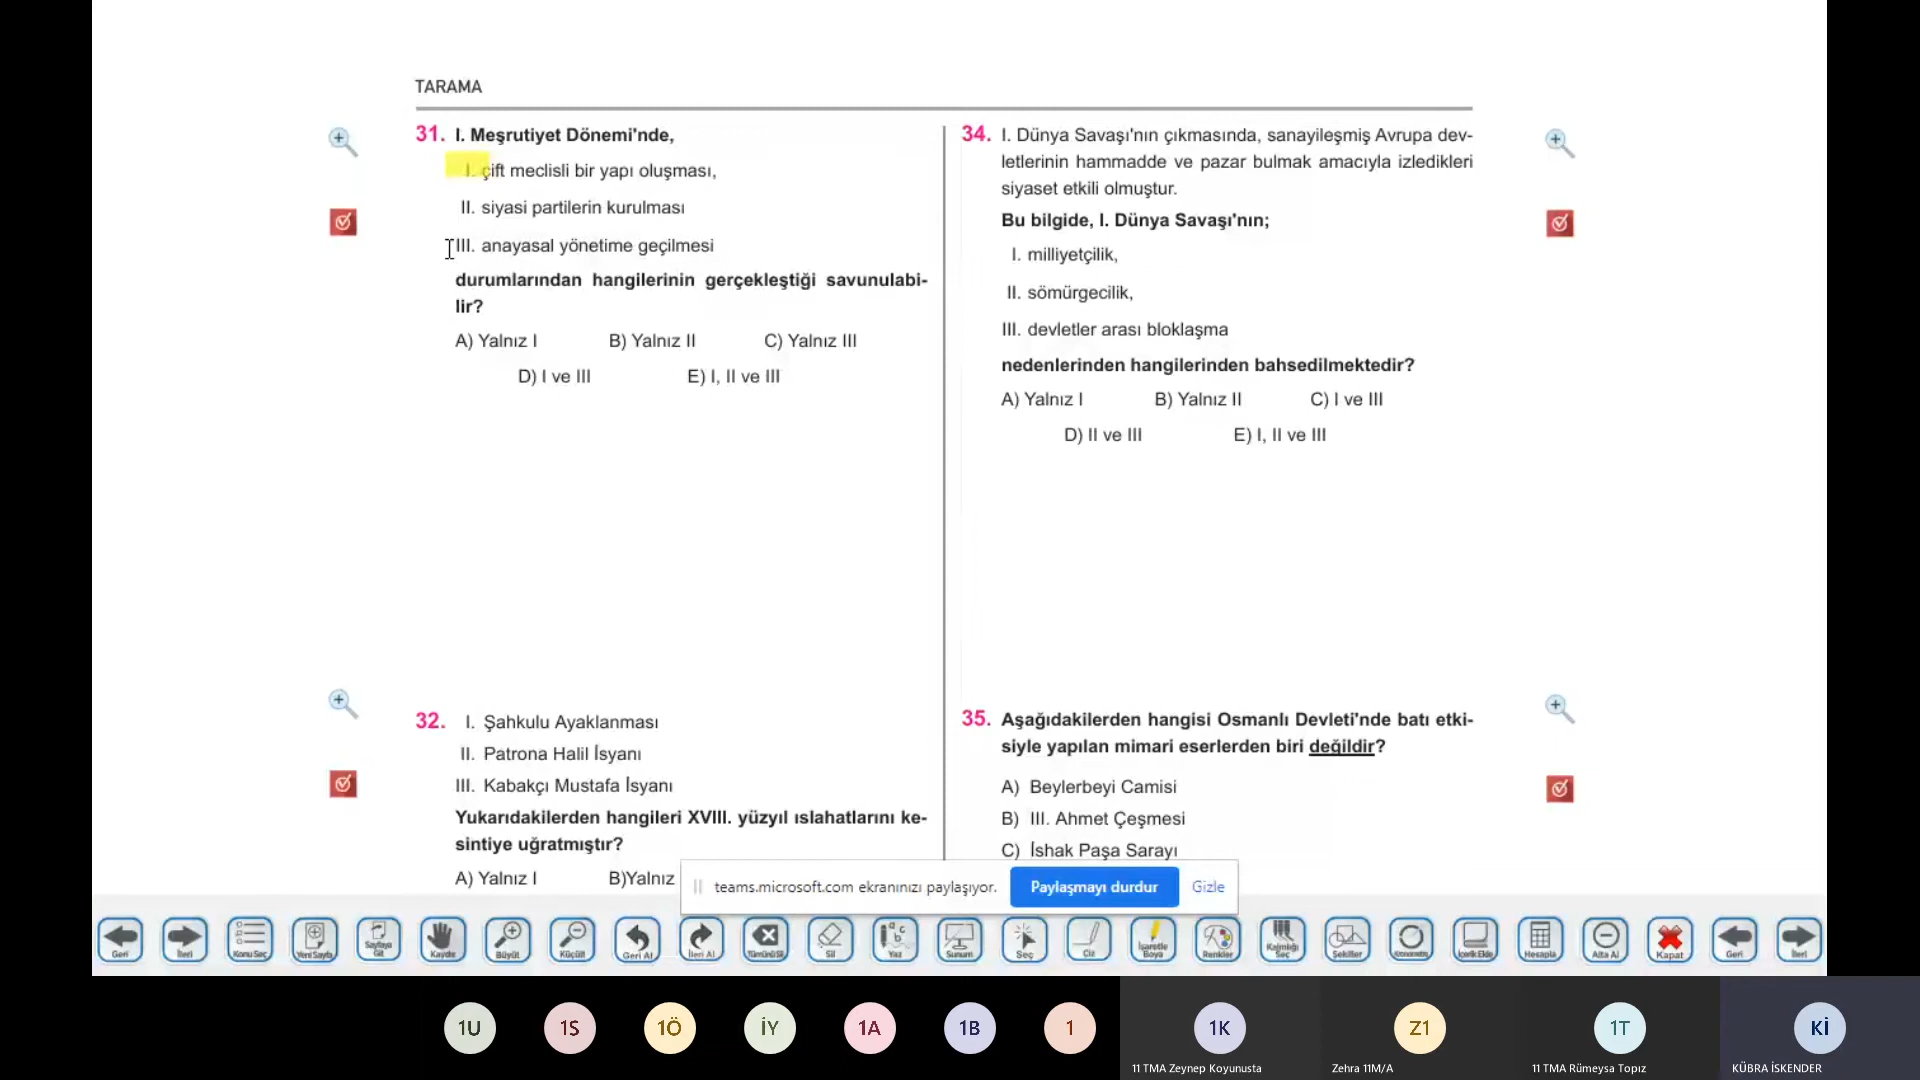 TARAMA
31. I. Meşrutiyet Dönemi'nde,
I. çift meclisli bir yapı oluşması,
II. siyasi partilerin kurulması
III. anayasal yönetime geçilmesi
durumlarından hangilerinin gerçekleştiği savunulabi-
lir?
A) Yalnız I B) Yalnız II C) Yalnız III
D) I ve III E) I, II ve III
32. I. Şahkulu Ayaklanması
II. Patrona Halil İsyanı
III. Kabakçı Mustafa İsyanı
Yukarıdakilerden hangileri XVIII. yüzyıl ıslahatlarını ke-
sintiye uğratmıştır?
A) Yalnız I B)Yalnız
34. I. Dünya Savaşı'nın çıkmasında, sanayileşmiş Avrupa dev-
letlerinin hammadde ve pazar bulmak amacıyla izledikleri
siyaset etkili olmuştur.
Bu bilgide, I. Dünya Savaşı'nın;
I. milliyetçilik,
II. sömürgecilik,
III. devletler arası bloklaşma
nedenlerinden hangilerinden bahsedilmektedir?
A) Yalnız I B) Yalnız II C) I ve III
D) II ve III E) I, II ve III
35. Aşağıdakilerden hangisi Osmanlı Devleti'nde batı etki-
siyle yapılan mimari eserlerden biri değildir?
A) Beylerbeyi Camisi
B) III. Ahmet Çeşmesi
C) İshak Paşa Sarayı
teams.microsoft.com ekranınızı paylaşıyor. Paylaşmayı durdur Gizle
Geri İleri Konu Seç Yeni Sayfa Sayfaya Git Kaydır Büyüt Küçült Geri Al İleri Al Tümünü Sil Sil Yaz Sunum Seç Çiz İşaretle Boya Renkler Kalınlığı Seç Şekiller Kronometre İçerik Ekle Hesapla Alta Al Kapat Geri İleri
1U 1S 1Ö İY 1A 1B 1 1K Z1 1T Kİ
11 TMA Zeynep Koyunusta Zehra 11M/A 11 TMA Rümeysa Topız KÜBRA İSKENDER